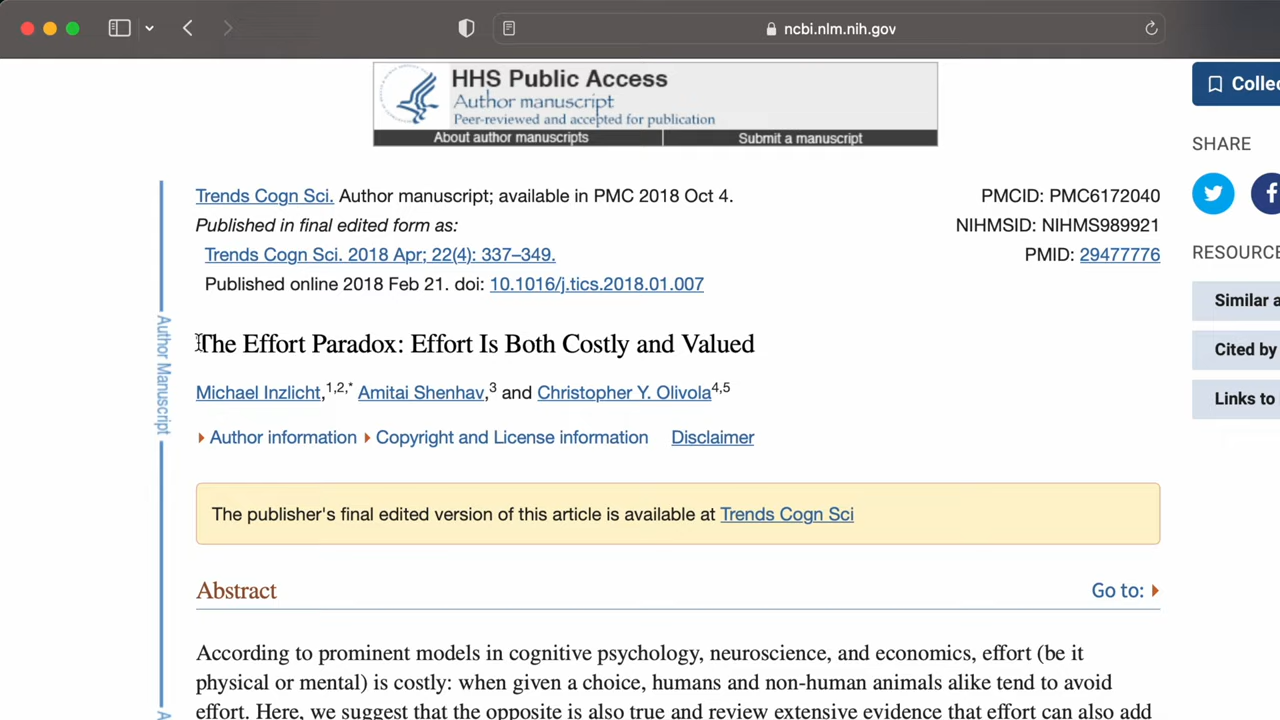 ncbi.nlm.nih.gov
HHS Public Access
Author manuscript
Peer-reviewed and accepted for publication
About author manuscripts
Submit a manuscript
SHARE
Trends Cogn Sci. Author manuscript; available in PMC 2018 Oct 4.
PMCID: PMC6172040
Published in final edited form as:
NIHMSID: NIHMS989921
Trends Cogn Sci. 2018 Apr; 22(4): 337–349.
PMID: 29477776
Published online 2018 Feb 21. doi: 10.1016/j.tics.2018.01.007
Similar
Cited by
Links to
Author Manuscript
The Effort Paradox: Effort Is Both Costly and Valued
Michael Inzlicht,1,2,* Amitai Shenhav,3 and Christopher Y. Olivola4,5
Author information Copyright and License information Disclaimer
The publisher's final edited version of this article is available at Trends Cogn Sci
Abstract
Go to:
According to prominent models in cognitive psychology, neuroscience, and economics, effort (be it
physical or mental) is costly: when given a choice, humans and non-human animals alike tend to avoid
effort. Here, we suggest that the opposite is also true and review extensive evidence that effort can also add